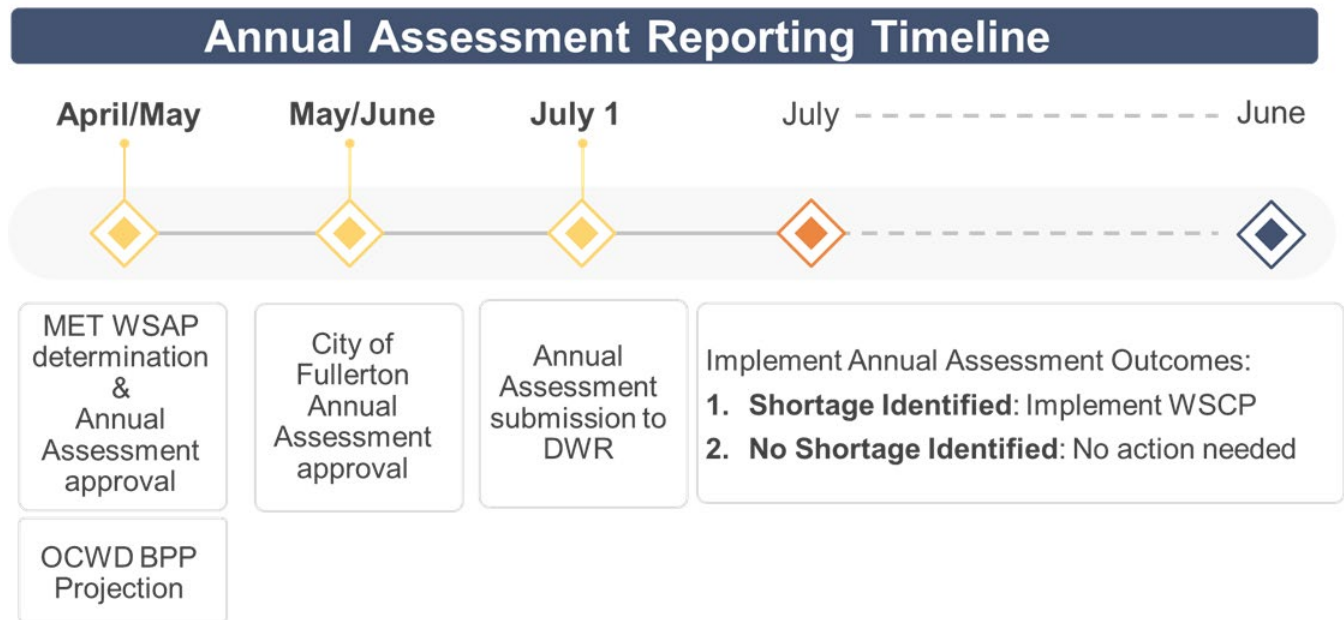 Annual Assessment Reporting Timeline
April/May
May/June
July 1
July
June
MET WSAP
determination
&
Annual
Assessment
approval
OCWD BPP
Projection
City of
Fullerton
Annual
Assessment
approval
Annual
Assessment
submission to
DWR
Implement Annual Assessment Outcomes:
1. Shortage Identified: Implement WSCP
2. No Shortage Identified: No action needed